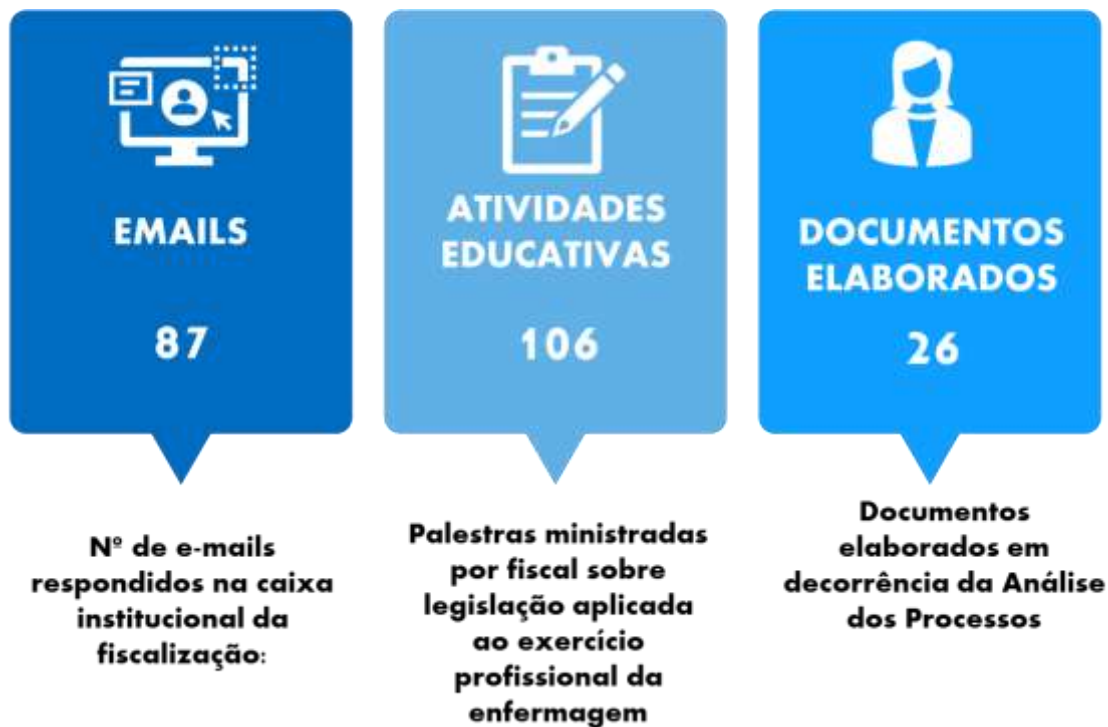 EMAILS
87
Nº de e-mails
respondidos na caixa
institucional da
fiscalização:
ATIVIDADES
EDUCATIVAS
106
Palestras ministradas
por fiscal sobre
legislação aplicada
ao exercício
profissional da
enfermagem
DOCUMENTOS
ELABORADOS
26
Documentos
elaborados em
decorrência da Análise
dos Processos